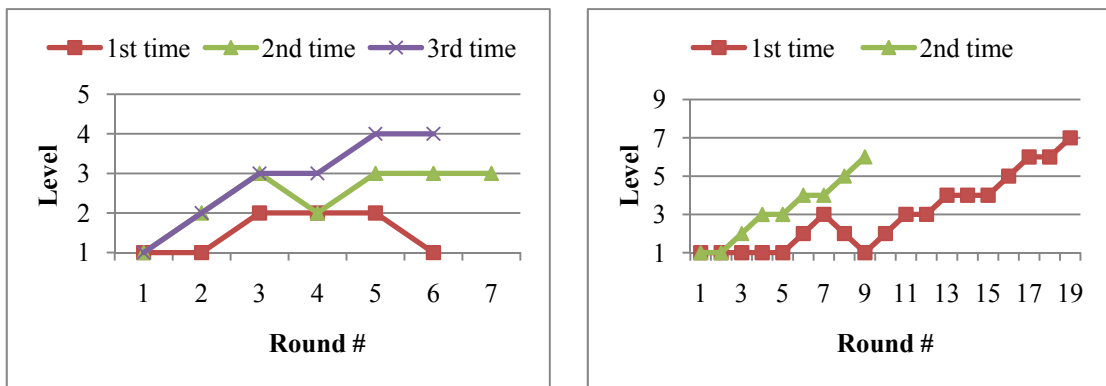 1st time 2nd time 3rd time
5
4
3
2
1
Level
1 2 3 4 5 6 7
Round #
1st time 2nd time
9
7
5
3
1
Level
1 3 5 7 9 11 13 15 17 19
Round #